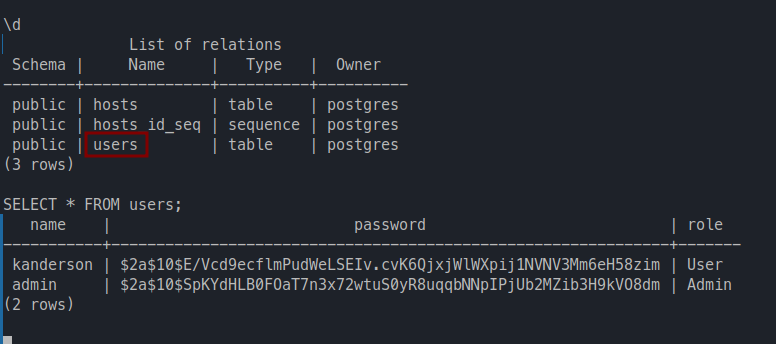 \d
List of relations
Schema | Name | Type | Owner
--------+--------------+----------+----------
public | hosts | table | postgres
public | hosts_id_seq | sequence | postgres
public | users | table | postgres
(3 rows)
SELECT * FROM users;
name | password | role
-----------+--------------------------------------------------------------+-------
kanderson | $2a$10$E/Vcd9ecflmPudWeLSEIv.cvK6QjxjWlWXpij1NVNV3Mm6eH58zim | User
admin | $2a$10$SpKYdHLB0FOaT7n3x72wtuS0yR8uqqbNNpIPjUb2MZib3H9kVO8dm | Admin
(2 rows)